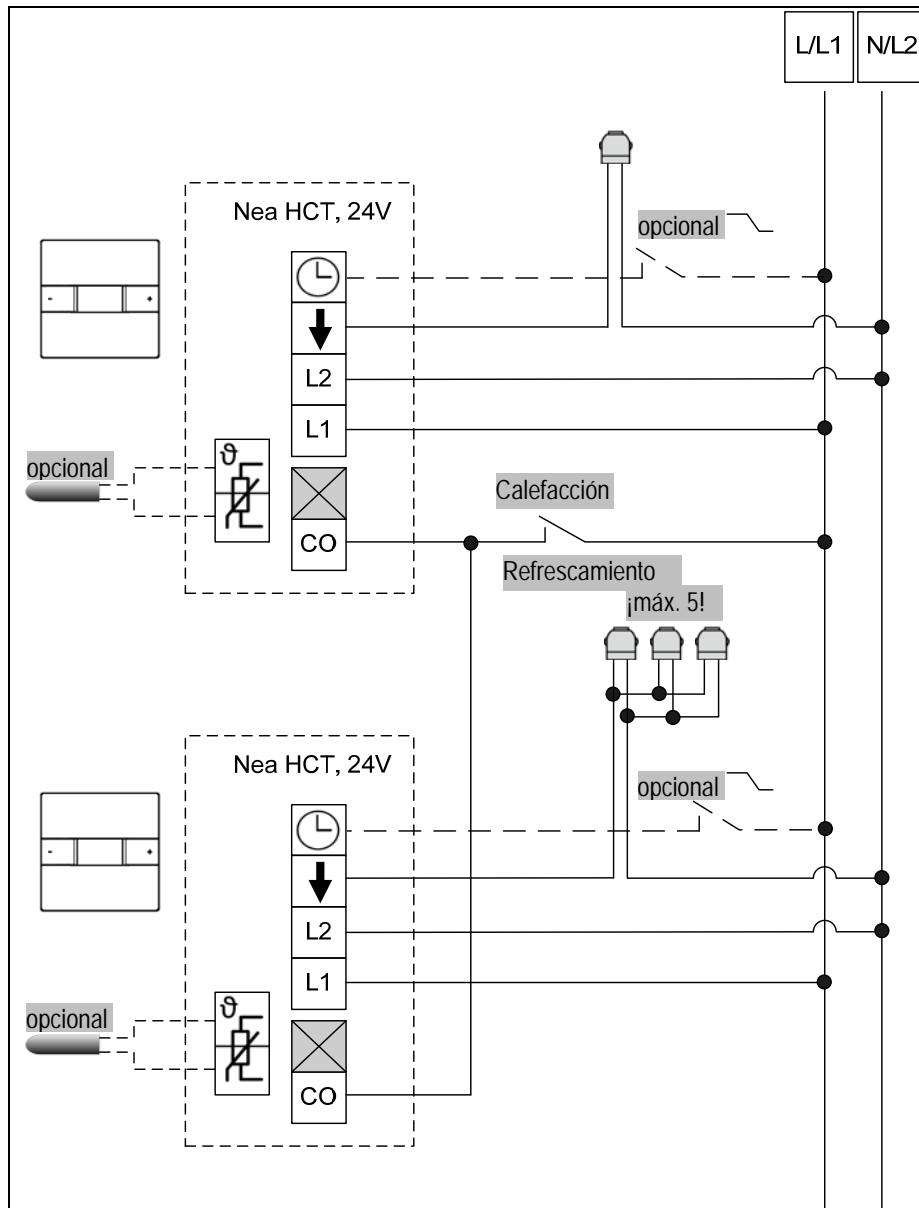 L/L1
N/L2
Nea HCT, 24V
opcional
- +
L2
L1
ϑ
opcional
CO
Calefacción
Refrescamiento
¡máx. 5!
Nea HCT, 24V
opcional
- +
L2
L1
ϑ
opcional
CO